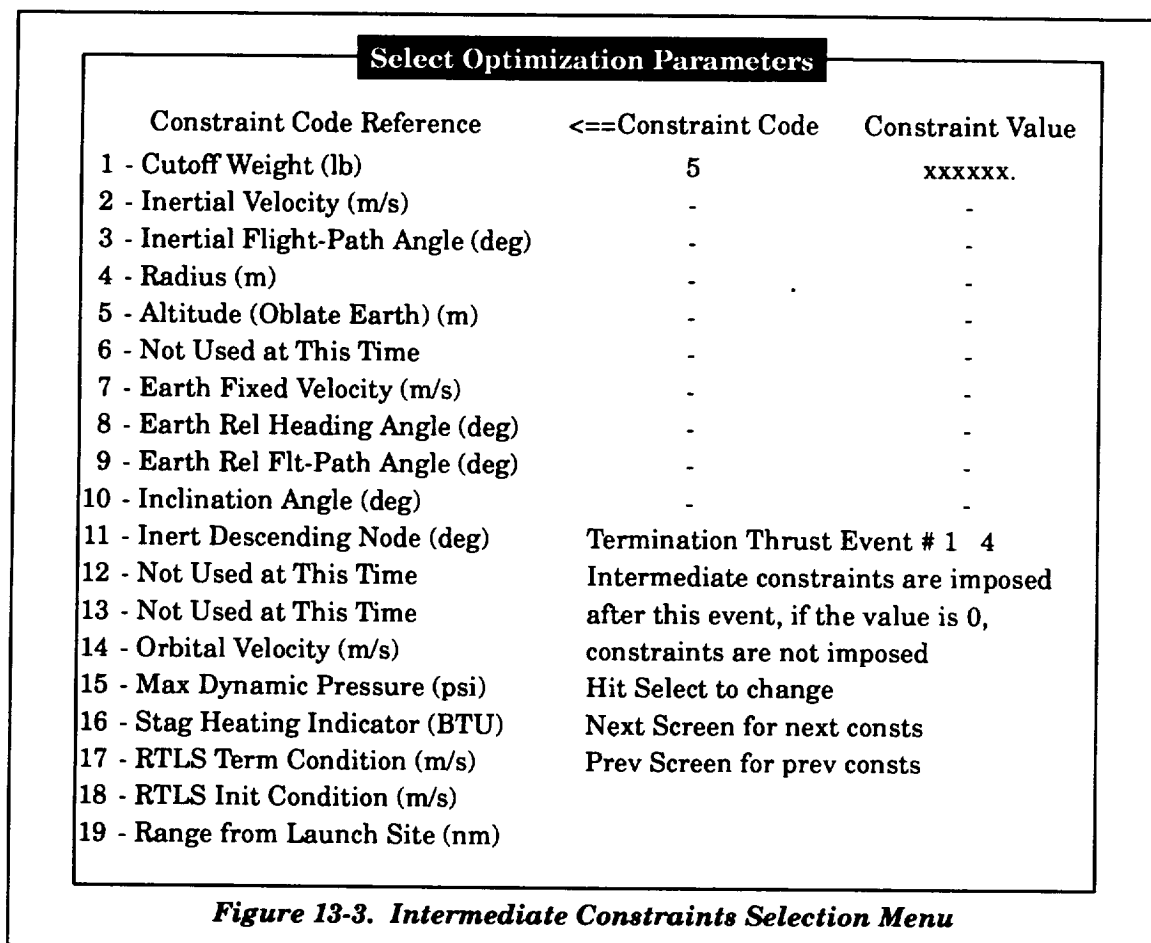 Select Optimization Parameters
Constraint Code Reference <==Constraint Code Constraint Value
1 - Cutoff Weight (lb) 5 xxxxxx.
2 - Inertial Velocity (m/s) - -
3 - Inertial Flight-Path Angle (deg) - -
4 - Radius (m) - -
5 - Altitude (Oblate Earth) (m) - -
6 - Not Used at This Time - -
7 - Earth Fixed Velocity (m/s) - -
8 - Earth Rel Heading Angle (deg) - -
9 - Earth Rel Flt-Path Angle (deg) - -
10 - Inclination Angle (deg) - -
11 - Inert Descending Node (deg) Termination Thrust Event # 1 4
12 - Not Used at This Time Intermediate constraints are imposed
13 - Not Used at This Time after this event, if the value is 0,
14 - Orbital Velocity (m/s) constraints are not imposed
15 - Max Dynamic Pressure (psi) Hit Select to change
16 - Stag Heating Indicator (BTU) Next Screen for next consts
17 - RTLS Term Condition (m/s) Prev Screen for prev consts
18 - RTLS Init Condition (m/s)
19 - Range from Launch Site (nm)
Figure 13-3. Intermediate Constraints Selection Menu